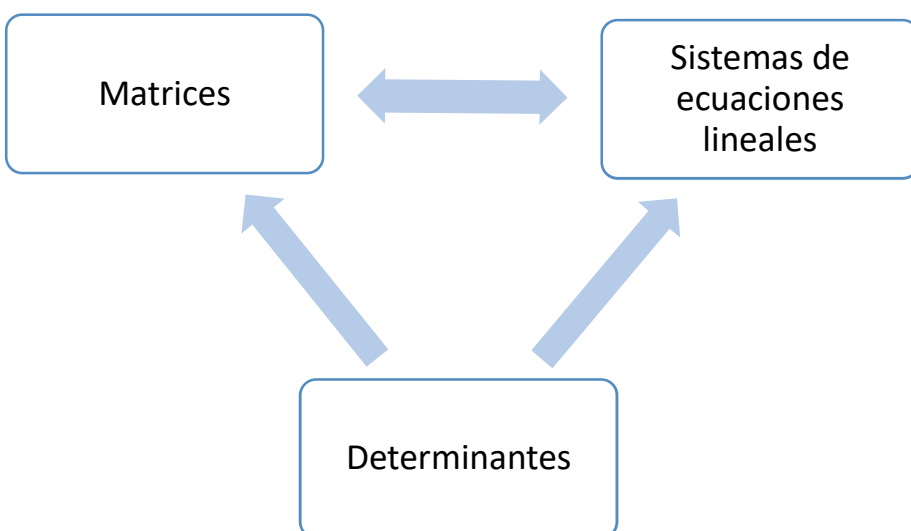 Matrices
Sistemas de
ecuaciones
lineales
Determinantes